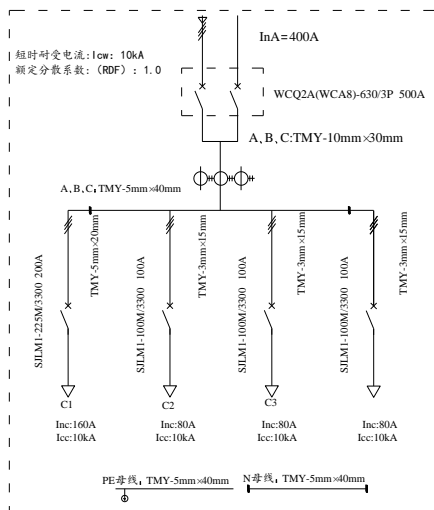 InA=400A
短时耐受电流:Icw: 10kA
额定分散系数: (RDF) : 1.0
WCQ2A(WCA8)-630/3P 500A
A、B、C:TMY-10mm×30mm
A、B、C：TMY-5mm×40mm
SJLM1-225M/3300 200A
TMY-5mm×20mm
SJLM1-100M/3300 100A
TMY-3mm×15mm
SJLM1-100M/3300 100A
TMY-3mm×15mm
SJLM1-100M/3300 100A
TMY-3mm×15mm
C1
C2
C3
Inc:160A
Icc:10kA
Inc:80A
Icc:10kA
Inc:80A
Icc:10kA
Inc:80A
Icc:10kA
PE母线：TMY-5mm×40mm
N母线：TMY-5mm×40mm